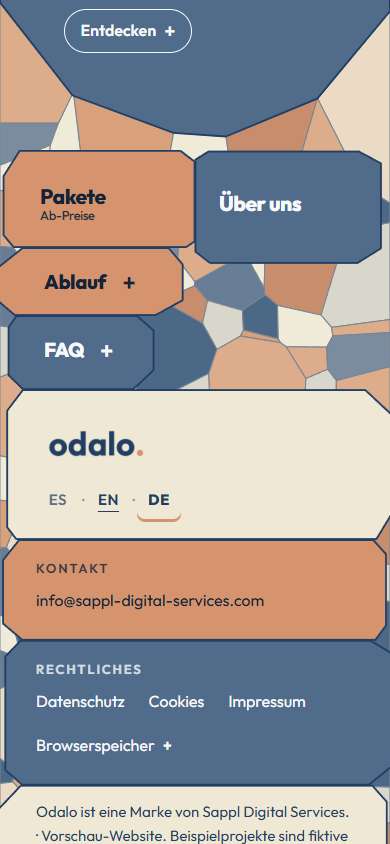 Entdecken +
Pakete
Ab-Preise
Über uns
Ablauf +
FAQ +
odalo.
ES · EN · DE
KONTAKT
info@sappl-digital-services.com
RECHTLICHES
Datenschutz Cookies Impressum
Browserspeicher +
Odalo ist eine Marke von Sappl Digital Services.
· Vorschau-Website. Beispielprojekte sind fiktive